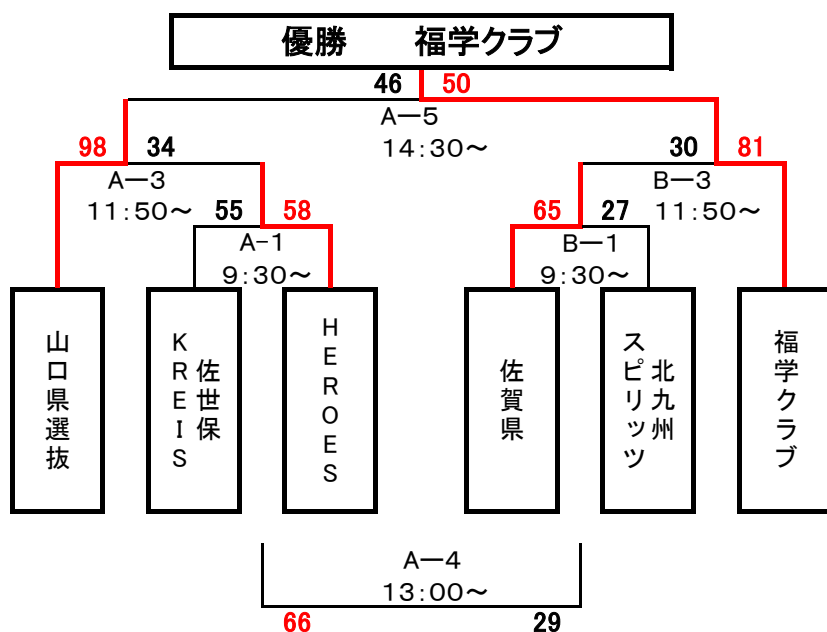 優勝　　福学クラブ
46 50
A―5
14:30～
98 34
30 81
A―3
B―3
11:50～
11:50～
55 58
65 27
A-1
B―1
9:30～
9:30～
山口県選抜
佐世保
KREIS
HEROES
佐賀県
北九州
スピリッツ
福学クラブ
A―4
13:00～
66 29